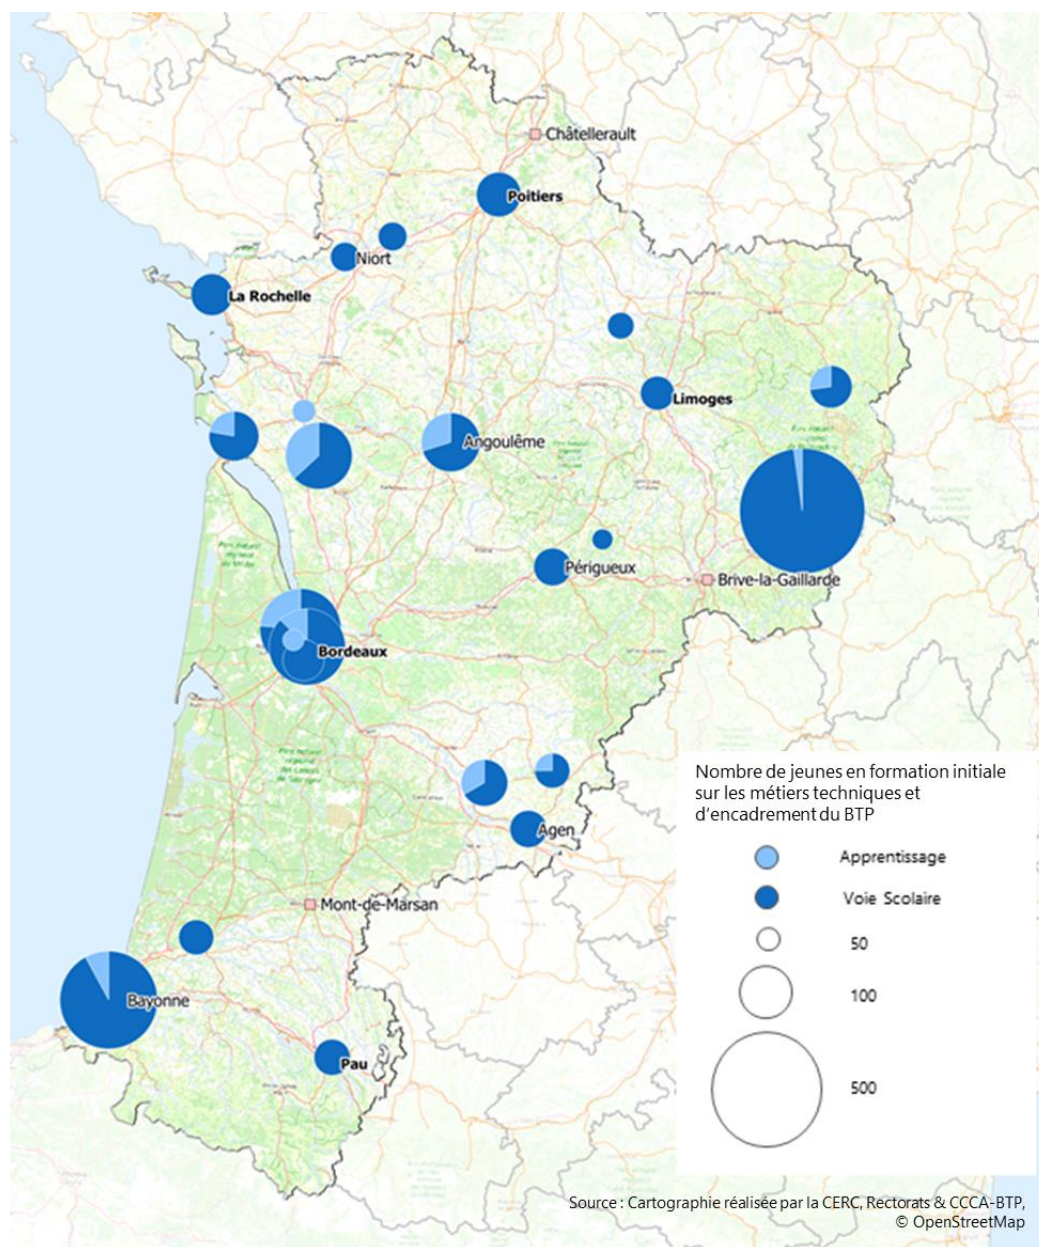 Châtellerault
Poitiers
Niort
La Rochelle
Limoges
Angoulême
Périgueux
Brive-la-Gaillarde
Bordeaux
Agen
Mont-de-Marsan
Bayonne
Pau
Nombre de jeunes en formation initiale
sur les métiers techniques et
d'encadrement du BTP
Apprentissage
Voie Scolaire
50
100
500
Source : Cartographie réalisée par la CERC, Rectorats & CCCA-BTP,
© OpenStreetMap